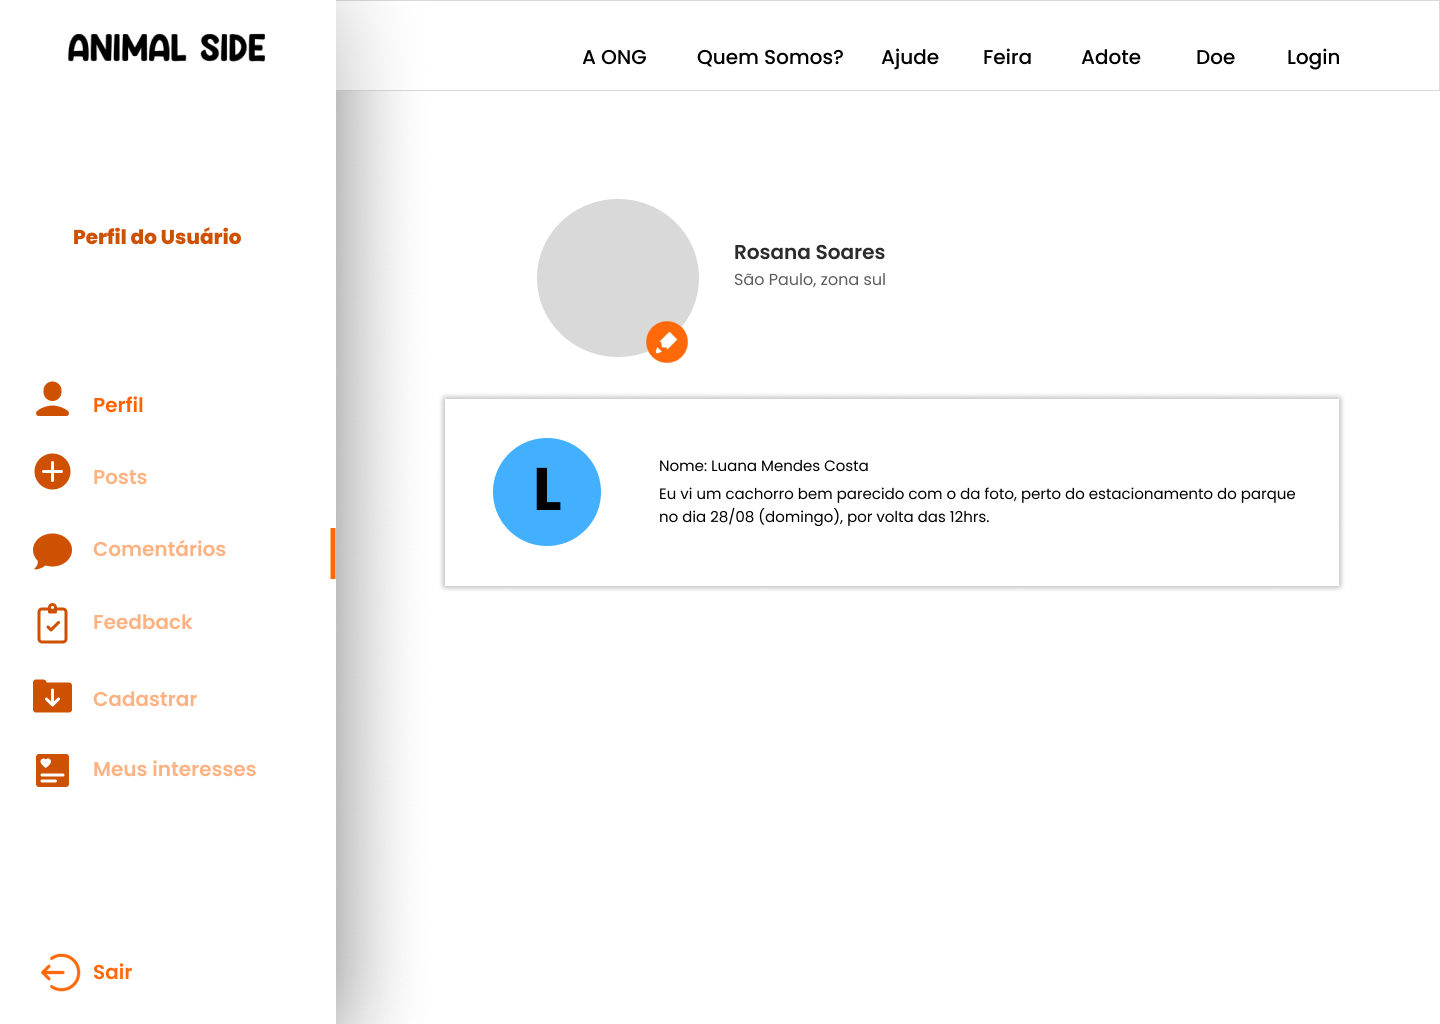 ANIMAL SIDE
A ONG Quem Somos? Ajude Feira Adote Doe Login
Perfil do Usuário
Perfil
Posts
Comentários
Feedback
Cadastrar
Meus interesses
Sair
Rosana Soares
São Paulo, zona sul
L
Nome: Luana Mendes Costa
Eu vi um cachorro bem parecido com o da foto, perto do estacionamento do parque
no dia 28/08 (domingo), por volta das 12hrs.